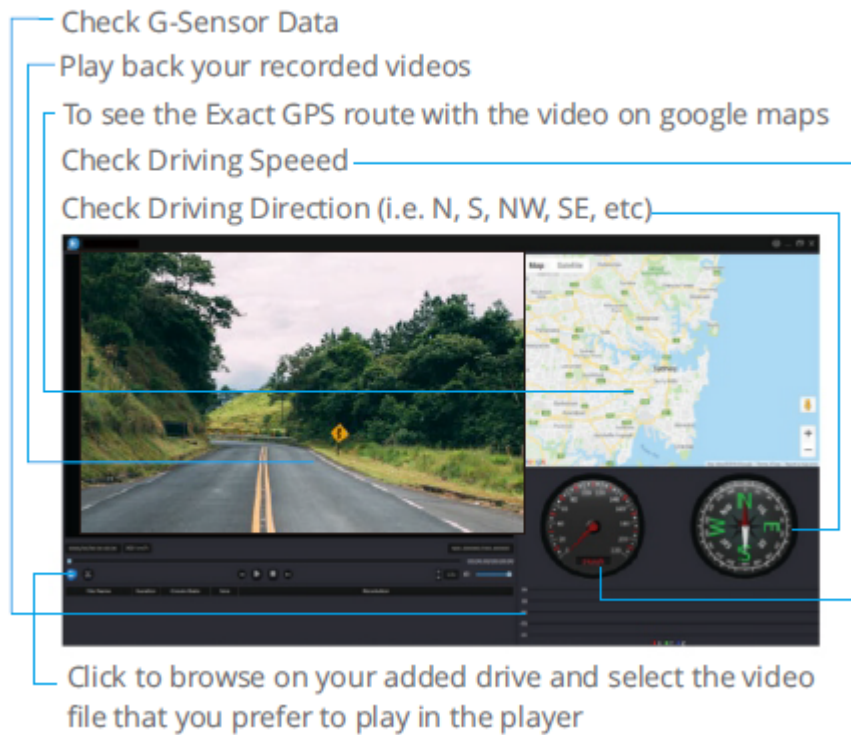 Check G-Sensor Data
Play back your recorded videos
To see the Exact GPS route with the video on google maps
Check Driving Speeed
Check Driving Direction (i.e. N, S, NW, SE, etc)
Map Satellite
Sydney
N
W E
S
Click to browse on your added drive and select the video
file that you prefer to play in the player